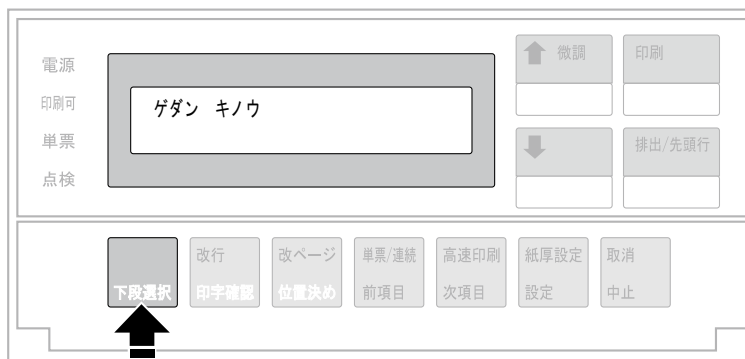 電源
印刷可
単票
点検
ゲダン キノウ
微調
印刷
排出/先頭行
下段選択
改行
印字確認
改ページ
位置決め
単票/連続
前項目
高速印刷
次項目
紙厚設定
設定
取消
中止